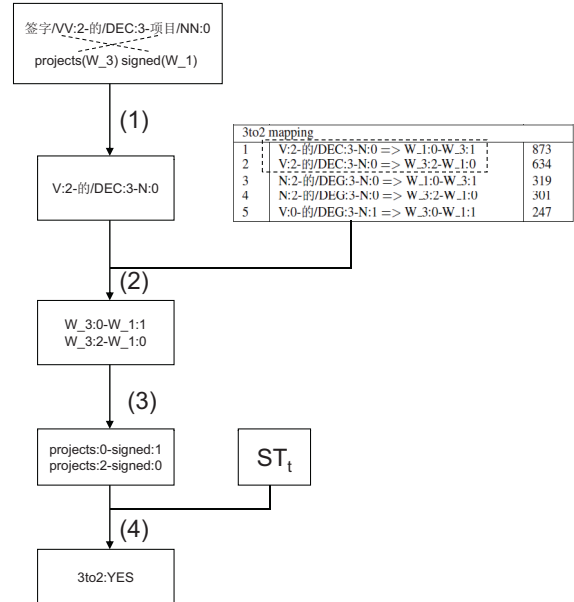 签字/VV:2-的/DEC:3-项目/NN:0
projects(W_3) signed(W_1)
(1)
3to2 mapping
1 V:2-的/DEC:3-N:0 => W_1:0-W_3:1 873
2 V:2-的/DEC:3-N:0 => W_3:2-W_1:0 634
3 N:2-的/DEG:3-N:0 => W_1:0-W_3:1 319
4 N:2-的/DEG:3-N:0 => W_3:2-W_1:0 301
5 V:0-的/DEG:3-N:1 => W_3:0-W_1:1 247
V:2-的/DEC:3-N:0
(2)
W_3:0-W_1:1
W_3:2-W_1:0
(3)
projects:0-signed:1
projects:2-signed:0
STt
(4)
3to2:YES